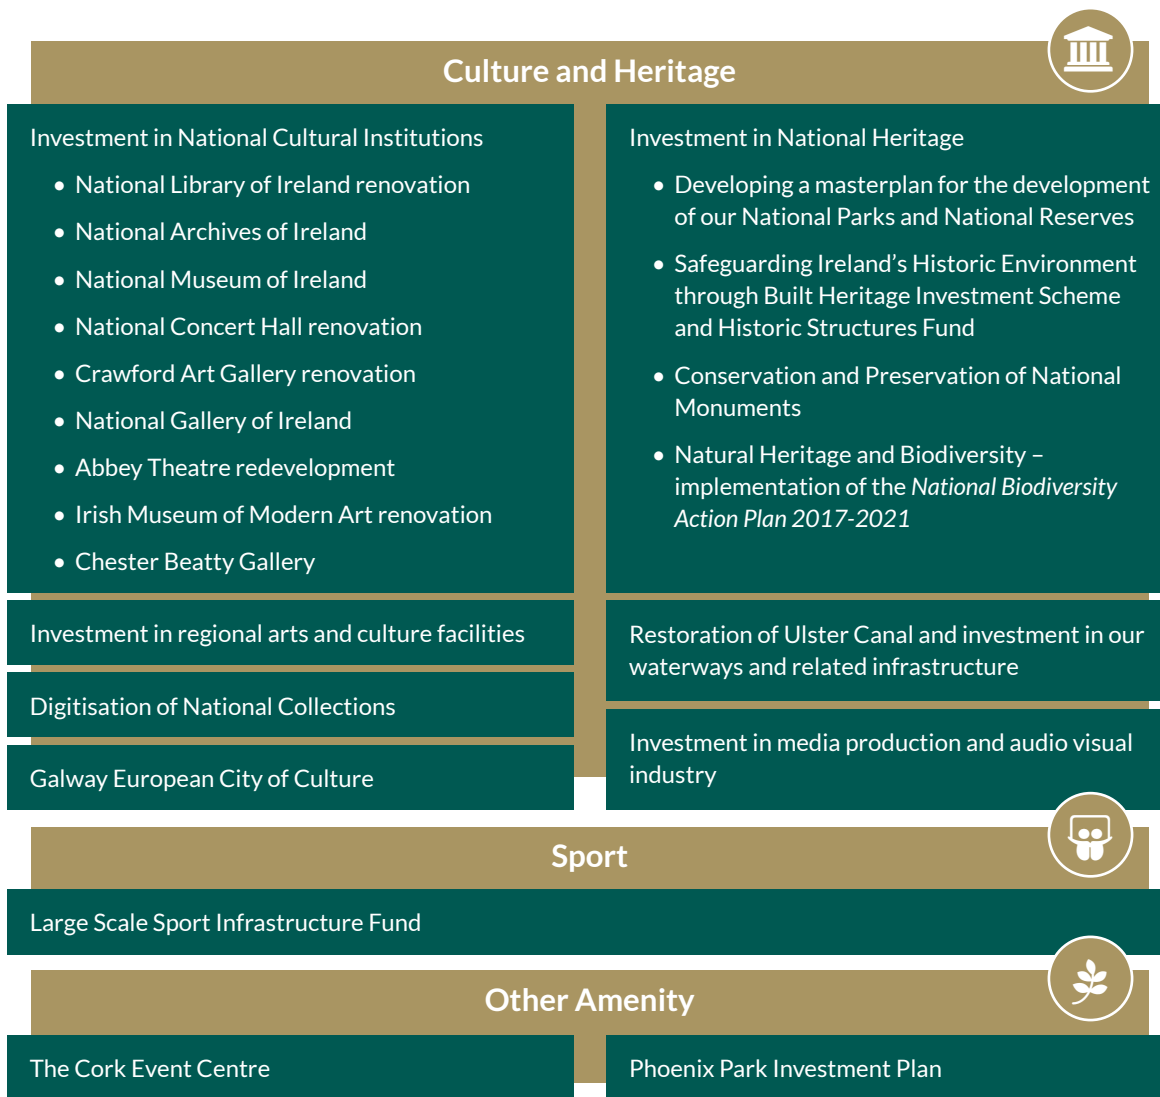 Culture and Heritage
Investment in National Cultural Institutions
• National Library of Ireland renovation
• National Archives of Ireland
• National Museum of Ireland
• National Concert Hall renovation
• Crawford Art Gallery renovation
• National Gallery of Ireland
• Abbey Theatre redevelopment
• Irish Museum of Modern Art renovation
• Chester Beatty Gallery
Investment in regional arts and culture facilities
Digitisation of National Collections
Galway European City of Culture
Investment in National Heritage
• Developing a masterplan for the development
of our National Parks and National Reserves
• Safeguarding Ireland’s Historic Environment
through Built Heritage Investment Scheme
and Historic Structures Fund
• Conservation and Preservation of National
Monuments
• Natural Heritage and Biodiversity –
implementation of the National Biodiversity
Action Plan 2017-2021
Restoration of Ulster Canal and investment in our
waterways and related infrastructure
Investment in media production and audio visual
industry
Sport
Large Scale Sport Infrastructure Fund
Other Amenity
The Cork Event Centre
Phoenix Park Investment Plan